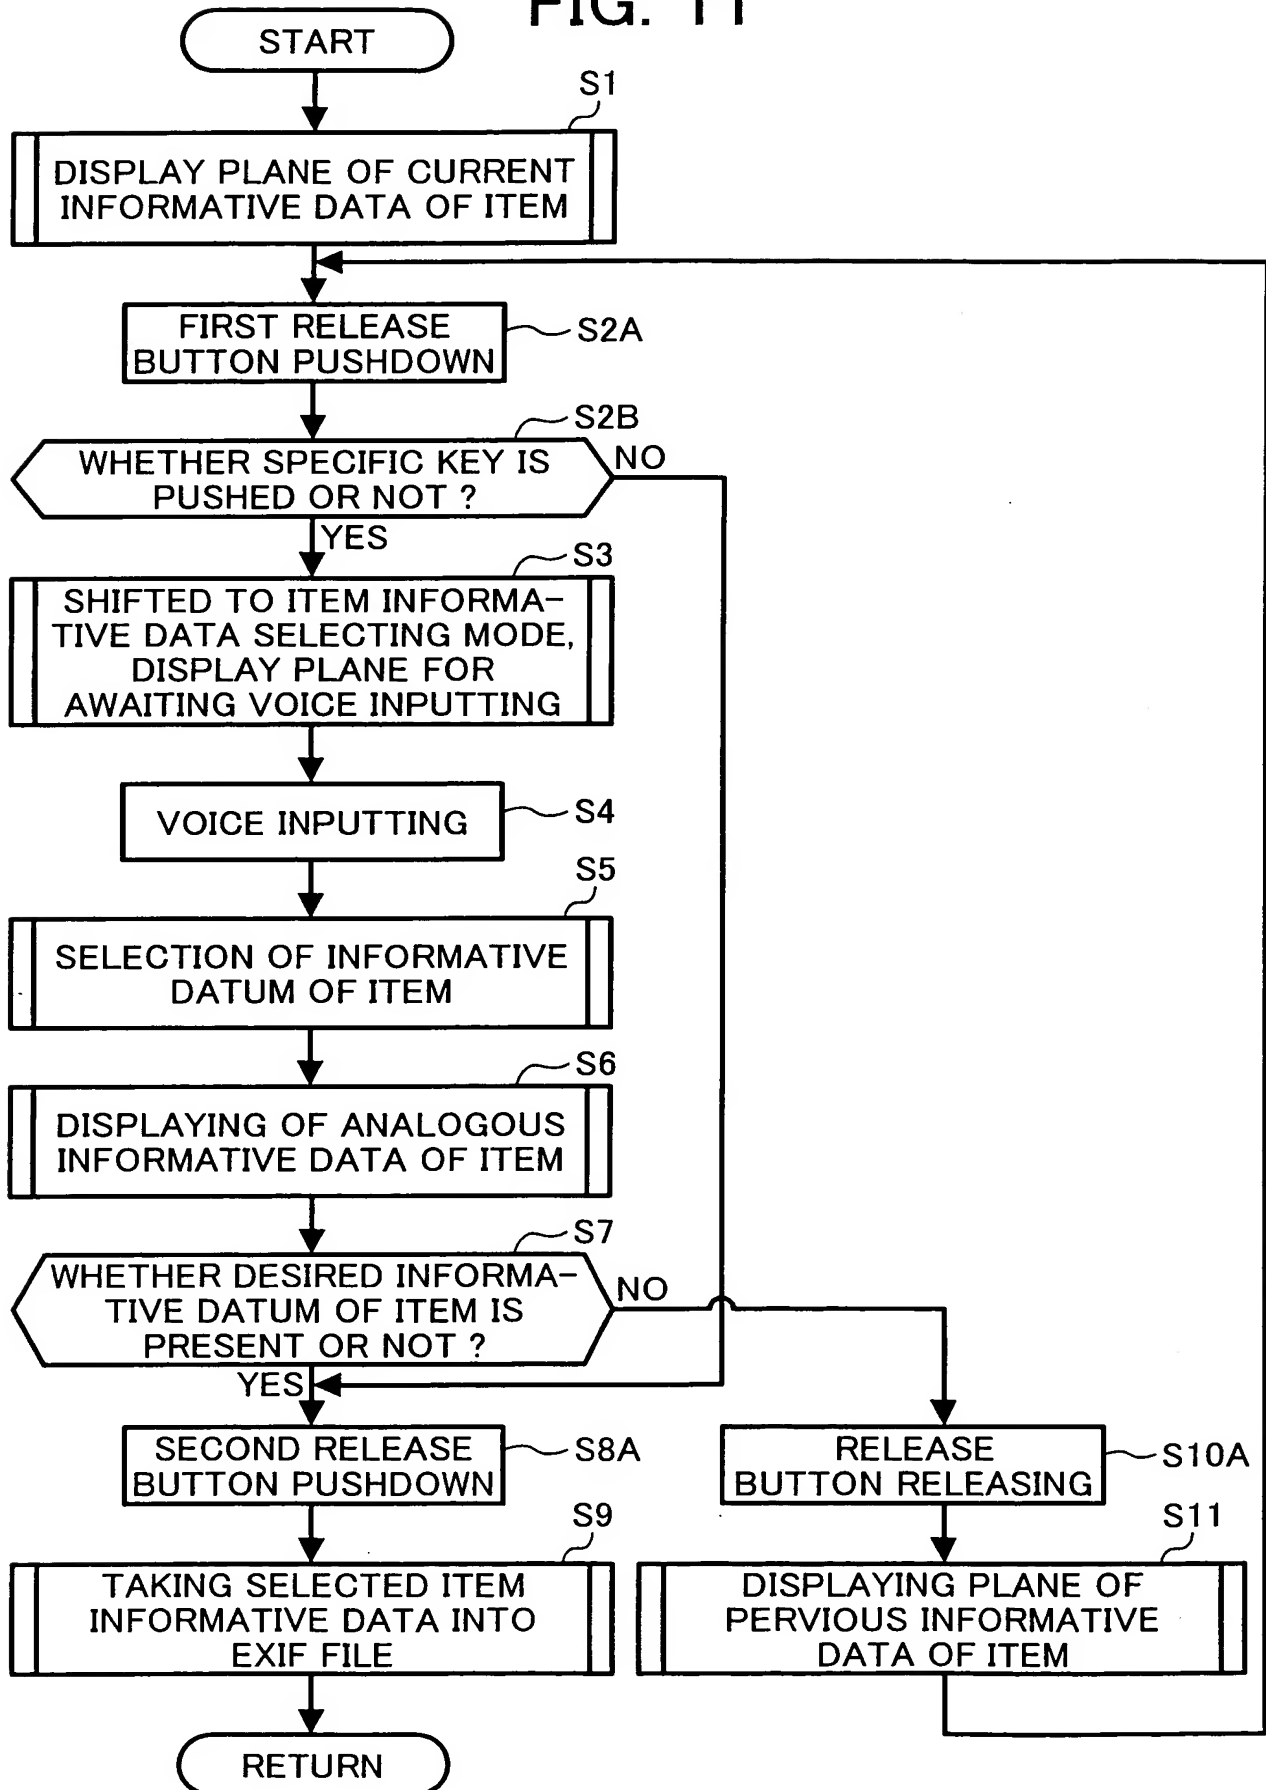 FIG. 11
START
S1
DISPLAY PLANE OF CURRENT
INFORMATIVE DATA OF ITEM
FIRST RELEASE
BUTTON PUSHDOWN
S2A
S2B
WHETHER SPECIFIC KEY IS
PUSHED OR NOT ?
NO
YES
S3
SHIFTED TO ITEM INFORMA-
TIVE DATA SELECTING MODE,
DISPLAY PLANE FOR
AWAITING VOICE INPUTTING
VOICE INPUTTING
S4
S5
SELECTION OF INFORMATIVE
DATUM OF ITEM
S6
DISPLAYING OF ANALOGOUS
INFORMATIVE DATA OF ITEM
S7
WHETHER DESIRED INFORMA-
TIVE DATUM OF ITEM IS
PRESENT OR NOT ?
NO
YES
SECOND RELEASE
BUTTON PUSHDOWN
S8A
RELEASE
BUTTON RELEASING
S10A
S9
TAKING SELECTED ITEM
INFORMATIVE DATA INTO
EXIF FILE
S11
DISPLAYING PLANE OF
PERVIOUS INFORMATIVE
DATA OF ITEM
RETURN